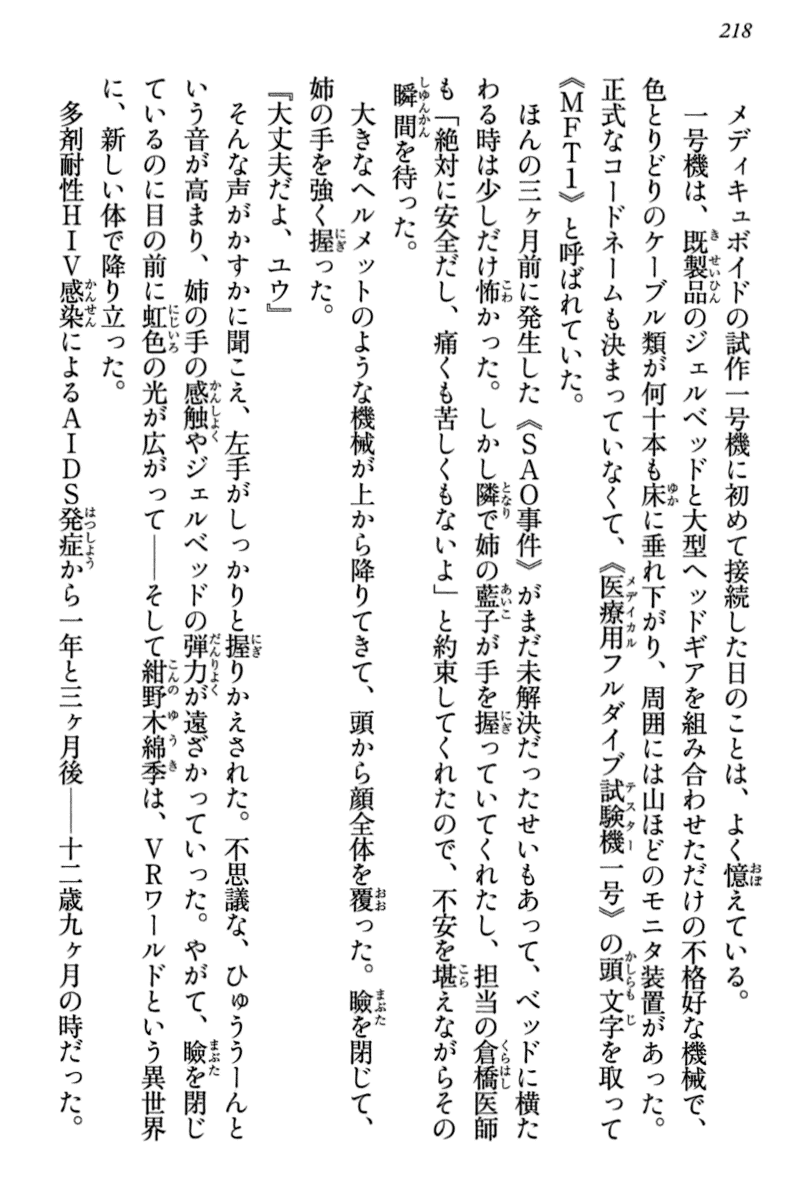 218
メディキュボイドの試作一号機に初めて接続した日のことは、よく憶えている。
一号機は、既製品のジェルベッドと大型ヘッドギアを組み合わせただけの不格好な機械で、
色とりどりのケーブル類が何十本も床に垂れ下がり、周囲には山ほどのモニタ装置があった。
正式なコードネームも決まっていなくて、《医療用フルダイブ試験機一号》の頭文字を取って
《MFT1》と呼ばれていた。
ほんの三ヶ月前に発生した《SAO事件》がまだ未解決だったせいもあって、ベッドに横た
わる時は少しだけ怖かった。しかし隣で姉の藍子が手を握っていてくれたし、担当の倉橋医師
も「絶対に安全だし、痛くも苦しくもないよ」と約束してくれたので、不安を堪えながらその
瞬間を待った。
大きなヘルメットのような機械が上から降りてきて、頭から顔全体を覆った。瞼を閉じて、
姉の手を強く握った。
『大丈夫だよ、ユウ』
そんな声がかすかに聞こえ、左手がしっかりと握りかえされた。不思議な、ひゅううーんと
いう音が高まり、姉の手の感触やジェルベッドの弾力が遠ざかっていった。やがて、瞼を閉じ
ているのに目の前に虹色の光が広がって――そして紺野木綿季は、VRワールドという異世界
に、新しい体で降り立った。
多剤耐性HIV感染によるAIDS発症から一年と三ヶ月後――十二歳九ヶ月の時だった。